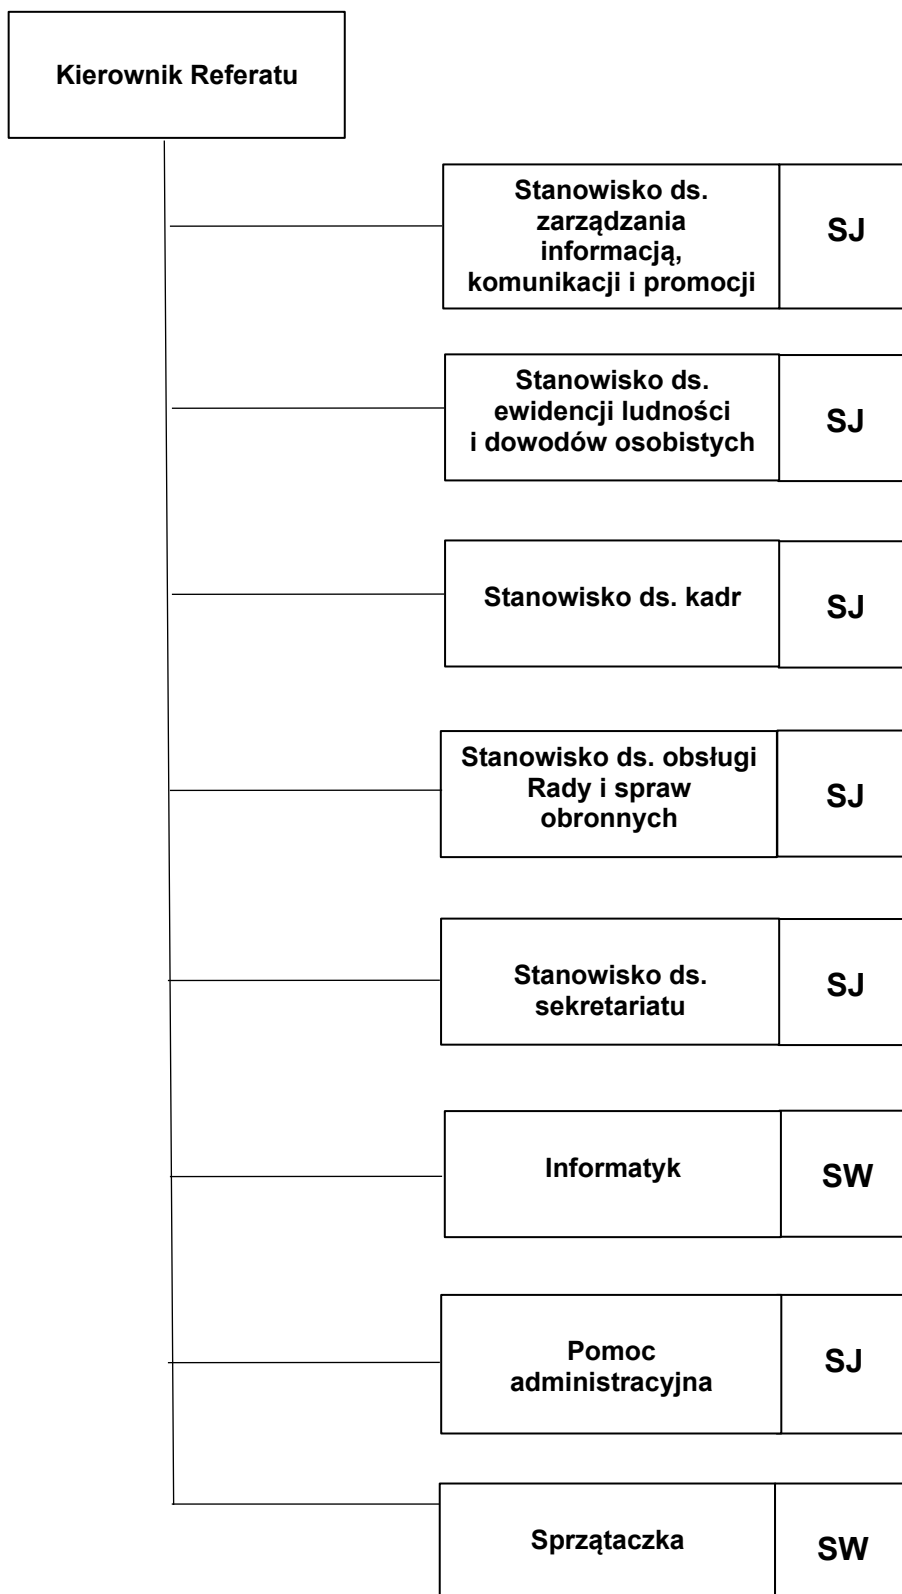 Kierownik Referatu
Stanowisko ds.
zarządzania
informacją,
komunikacji i promocji
SJ
Stanowisko ds.
ewidencji ludności
i dowodów osobistych
SJ
Stanowisko ds. kadr
SJ
Stanowisko ds. obsługi
Rady i spraw
obronnych
SJ
Stanowisko ds.
sekretariatu
SJ
Informatyk
SW
Pomoc
administracyjna
SJ
Sprzątaczka
SW